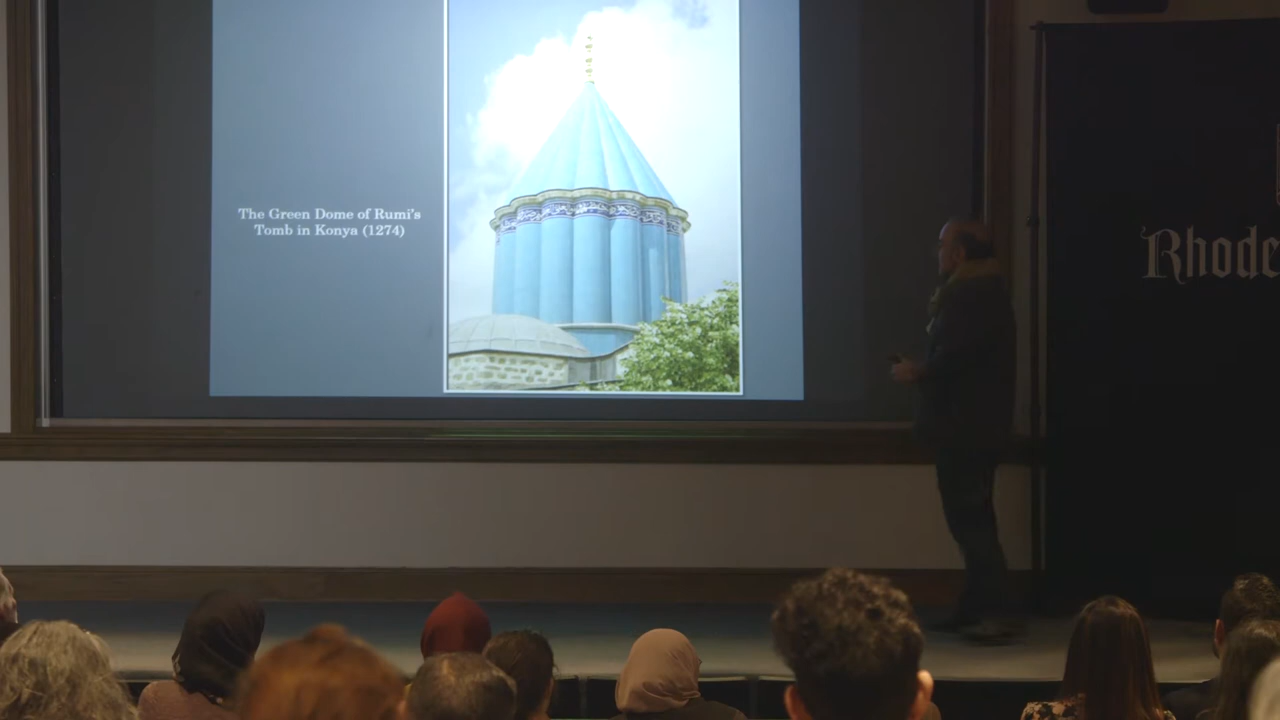 The Green Dome of Rumi's
Tomb in Konya (1274)
Rhode